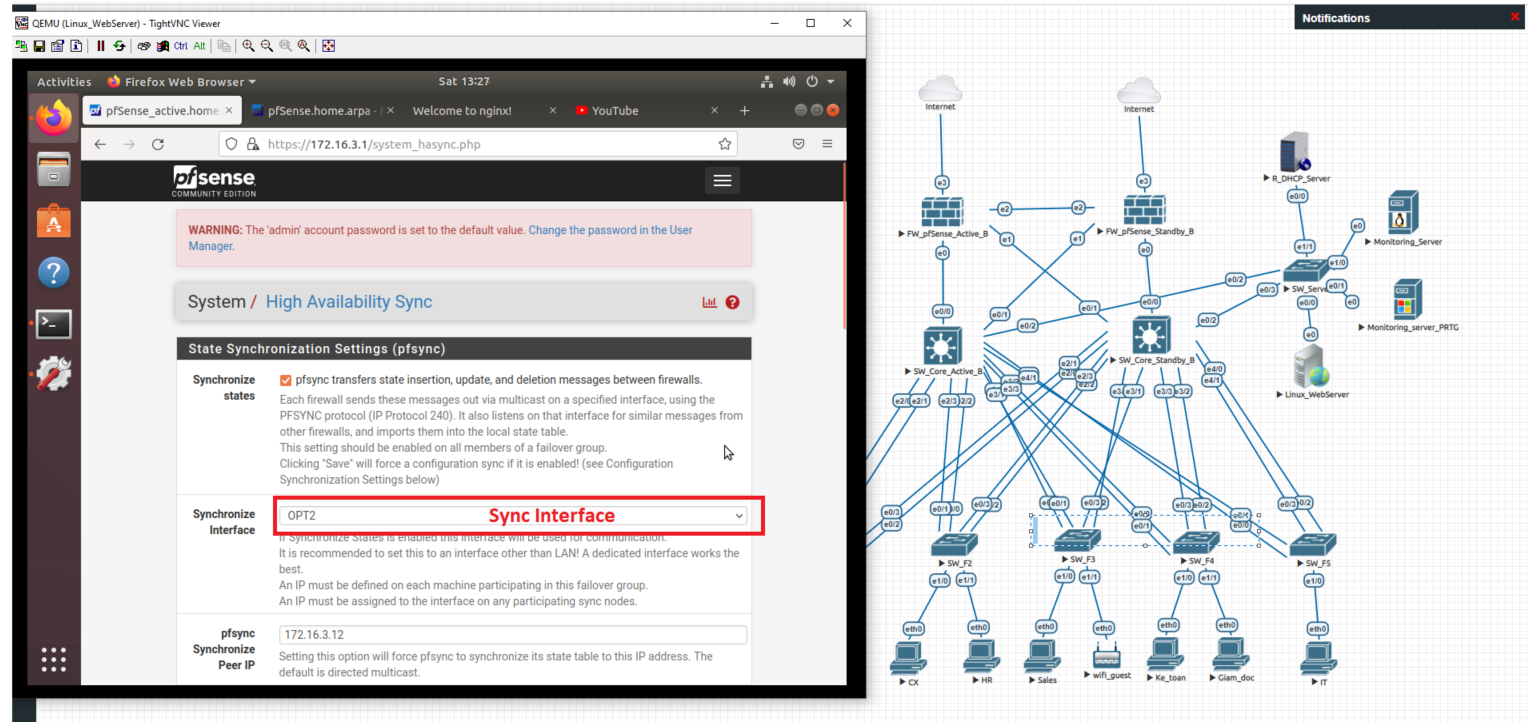 QEMU (Linux_WebServer) - TightVNC Viewer
Ctrl Alt
Activities Firefox Web Browser Sat 13:27
pfSense_active.home. pfSense.home.arpa - F Welcome to nginx! YouTube
https://172.16.3.1/system_hasync.php
pfsense
COMMUNITY EDITION
WARNING: The 'admin' account password is set to the default value. Change the password in the User
Manager.
System / High Availability Sync
State Synchronization Settings (pfsync)
Synchronize
states
pfsync transfers state insertion, update, and deletion messages between firewalls.
Each firewall sends these messages out via multicast on a specified interface, using the
PFSYNC protocol (IP Protocol 240). It also listens on that interface for similar messages from
other firewalls, and imports them into the local state table.
This setting should be enabled on all members of a failover group.
Clicking "Save" will force a configuration sync if it is enabled! (see Configuration
Synchronization Settings below)
Synchronize
Interface
OPT2
Sync Interface
If Synchronize States is enabled this interface will be used for communication.
It is recommended to set this to an interface other than LAN! A dedicated interface works the
best.
An IP must be defined on each machine participating in this failover group.
An IP must be assigned to the interface on any participating sync nodes.
pfsync
Synchronize
Peer IP
172.16.3.12
Setting this option will force pfsync to synchronize its state table to this IP address. The
default is directed multicast.
Notifications
Internet
Internet
e3
e3
FW_pfSense_Active_B
e2
e2
FW_pfSense_Standby_B
e1
e1
e0
e0
R_DHCP_Server
e0/0
e0
Monitoring_Server
e1/1
e1/0
SW_Serve
e0/2
e0/3
e0/1
e0/0
e0
Monitoring_server_PRTG
e0
Linux_WebServer
e0/0
e0/1
e0/2
e0/1
e0/0
e0/2
SW_Core_Active_B
SW_Core_Standby_B
e2/1
e2/3
e2/2
e4/1
e3/3
e4/0
e4/1
e3/1
e3/3
e3/2
e2/1
e2/3
e2/2
e0/3
e0/2
e0/1
e0/3
e0/2
e0/1
e0/3
e0/0
e0/1
e0/3
e0/2
e0/1
e0/0
e0/3
SW_F2
SW_F3
SW_F4
SW_F5
e1/0
e1/1
e1/0
e1/1
e1/0
e1/1
e1/0
eth0
eth0
eth0
eth0
eth0
eth0
eth0
CX
HR
Sales
wifi_guest
Ke_toan
Giam_doc
IT